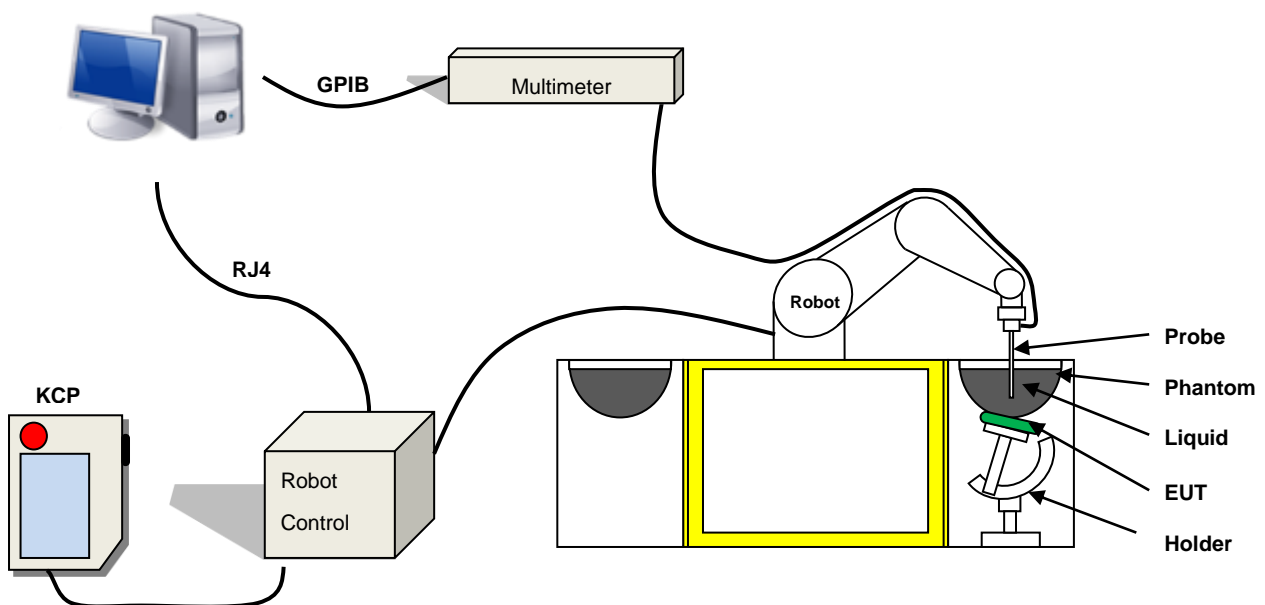 GPIB
Multimeter
RJ4
Robot
KCP
Robot
Control
Probe
Phantom
Liquid
EUT
Holder